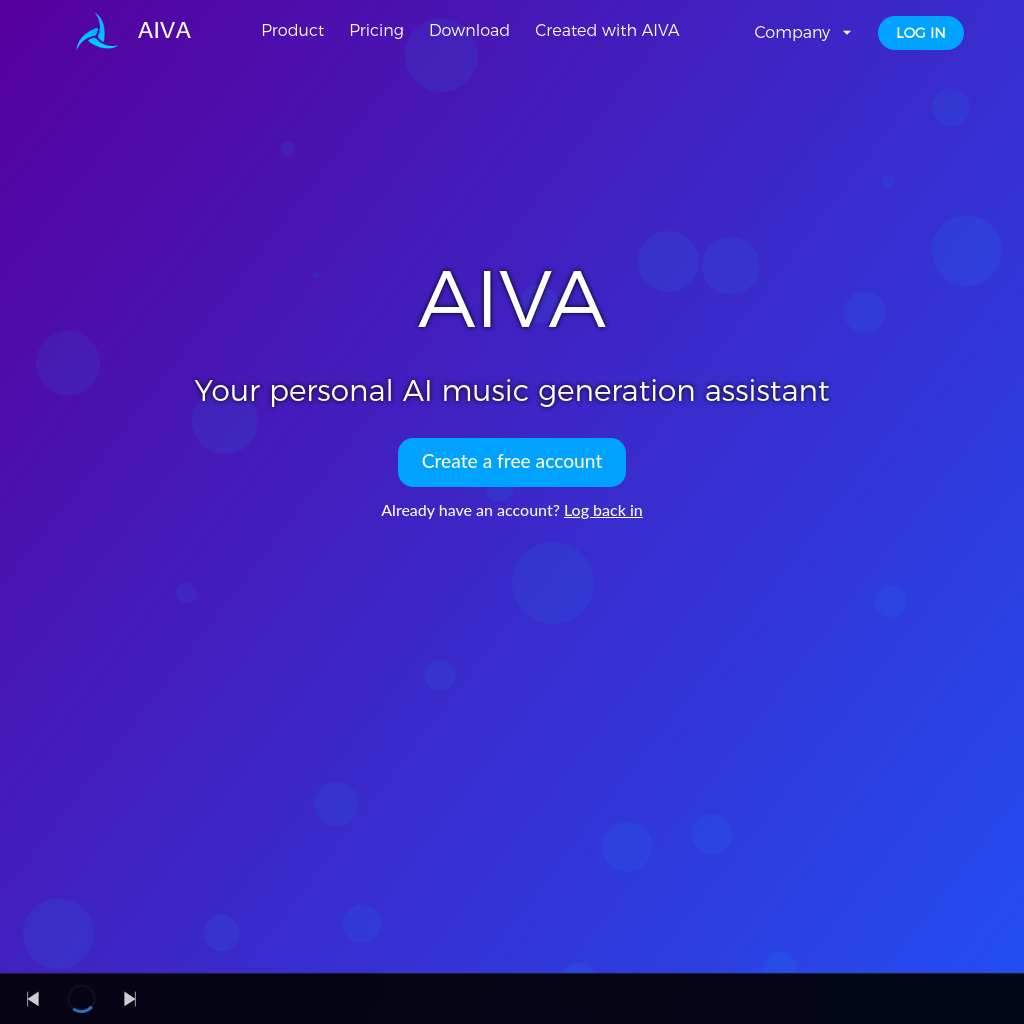 AIVA
Product
Pricing
Download
Created with AIVA
Company
LOG IN
AIVA
Your personal AI music generation assistant
Create a free account
Already have an account? Log back in